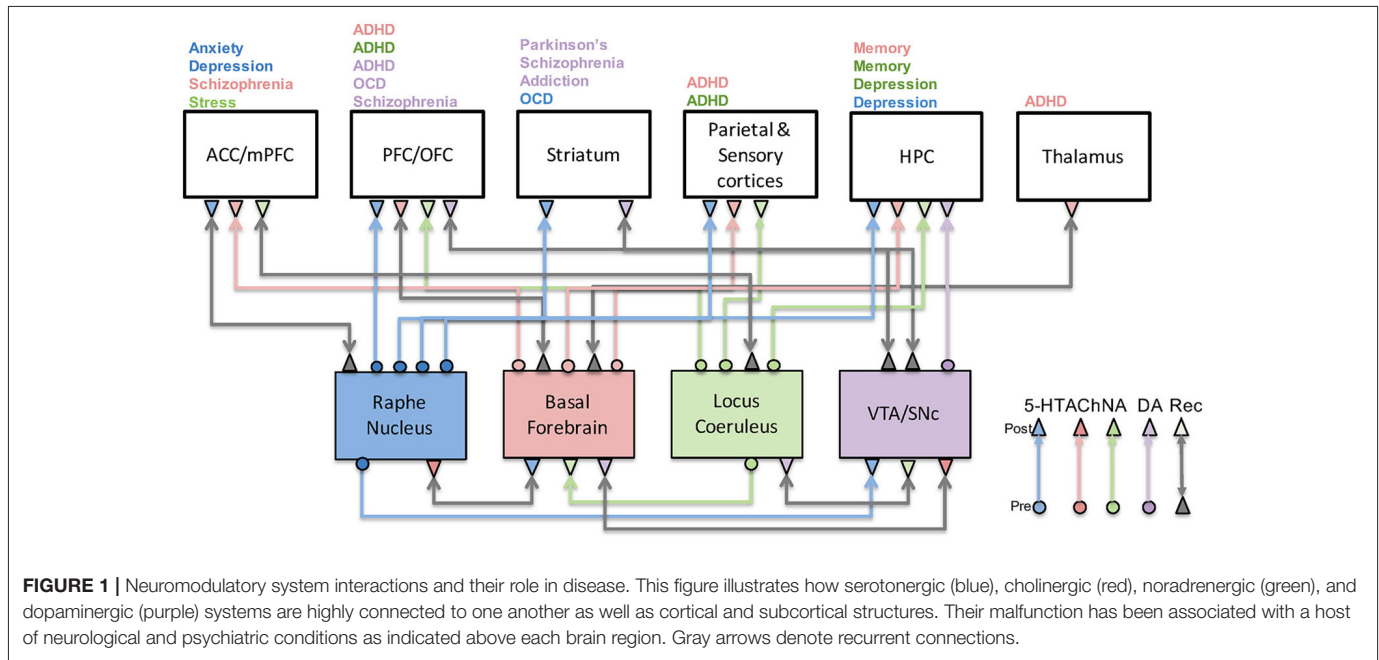 Anxiety
Depression
Schizophrenia
Stress
ADHD
ADHD
ADHD
OCD
Schizophrenia
Parkinson's
Schizophrenia
Addiction
OCD
ADHD
ADHD
Memory
Memory
Depression
Depression
ADHD
ACC/mPFC
PFC/OFC
Striatum
Parietal &
Sensory
cortices
HPC
Thalamus
Raphe
Nucleus
Basal
Forebrain
Locus
Coeruleus
VTA/SNc
5-HTAChNA DA Rec
Post
Pre
FIGURE 1 | Neuromodulatory system interactions and their role in disease. This figure illustrates how serotonergic (blue), cholinergic (red), noradrenergic (green), and
dopaminergic (purple) systems are highly connected to one another as well as cortical and subcortical structures. Their malfunction has been associated with a host
of neurological and psychiatric conditions as indicated above each brain region. Gray arrows denote recurrent connections.